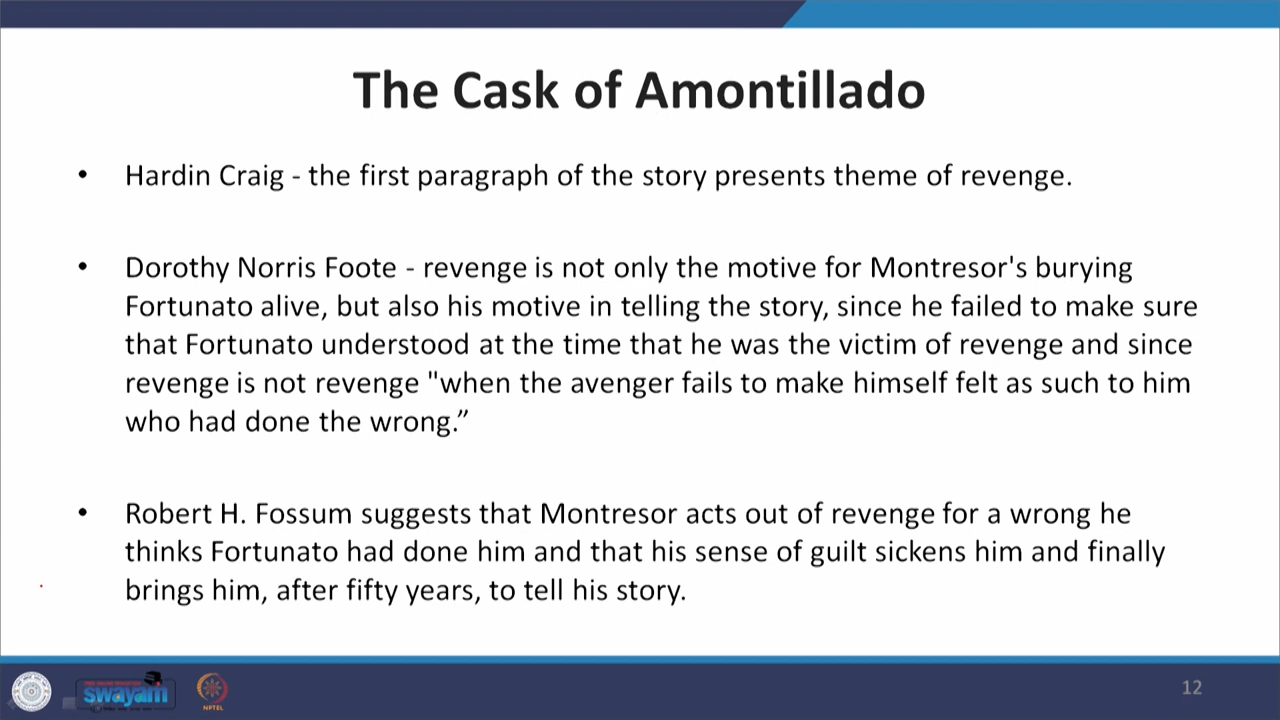 The Cask of Amontillado
• Hardin Craig - the first paragraph of the story presents theme of revenge.
• Dorothy Norris Foote - revenge is not only the motive for Montresor's burying
Fortunato alive, but also his motive in telling the story, since he failed to make sure
that Fortunato understood at the time that he was the victim of revenge and since
revenge is not revenge "when the avenger fails to make himself felt as such to him
who had done the wrong.”
• Robert H. Fossum suggests that Montresor acts out of revenge for a wrong he
thinks Fortunato had done him and that his sense of guilt sickens him and finally
brings him, after fifty years, to tell his story.
swayam
NPTEL
12